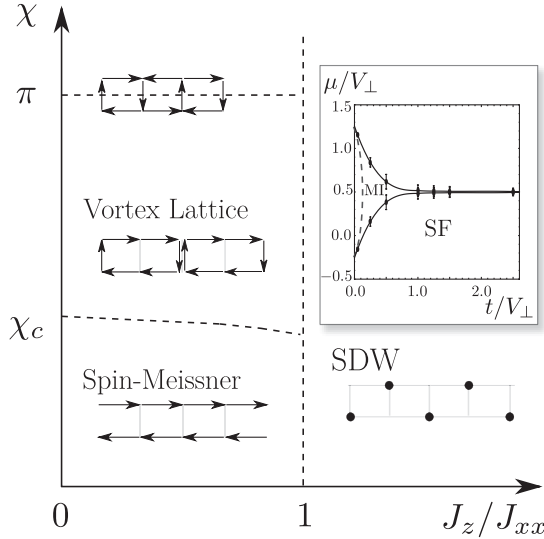 χ
π
μ/V⊥
1.5
1.0
0.5
0.0
−0.5
MI
SF
0.0
1.0
2.0
t/V⊥
Vortex Lattice
χc
SDW
Spin-Meissner
0
1
Jz/Jxx